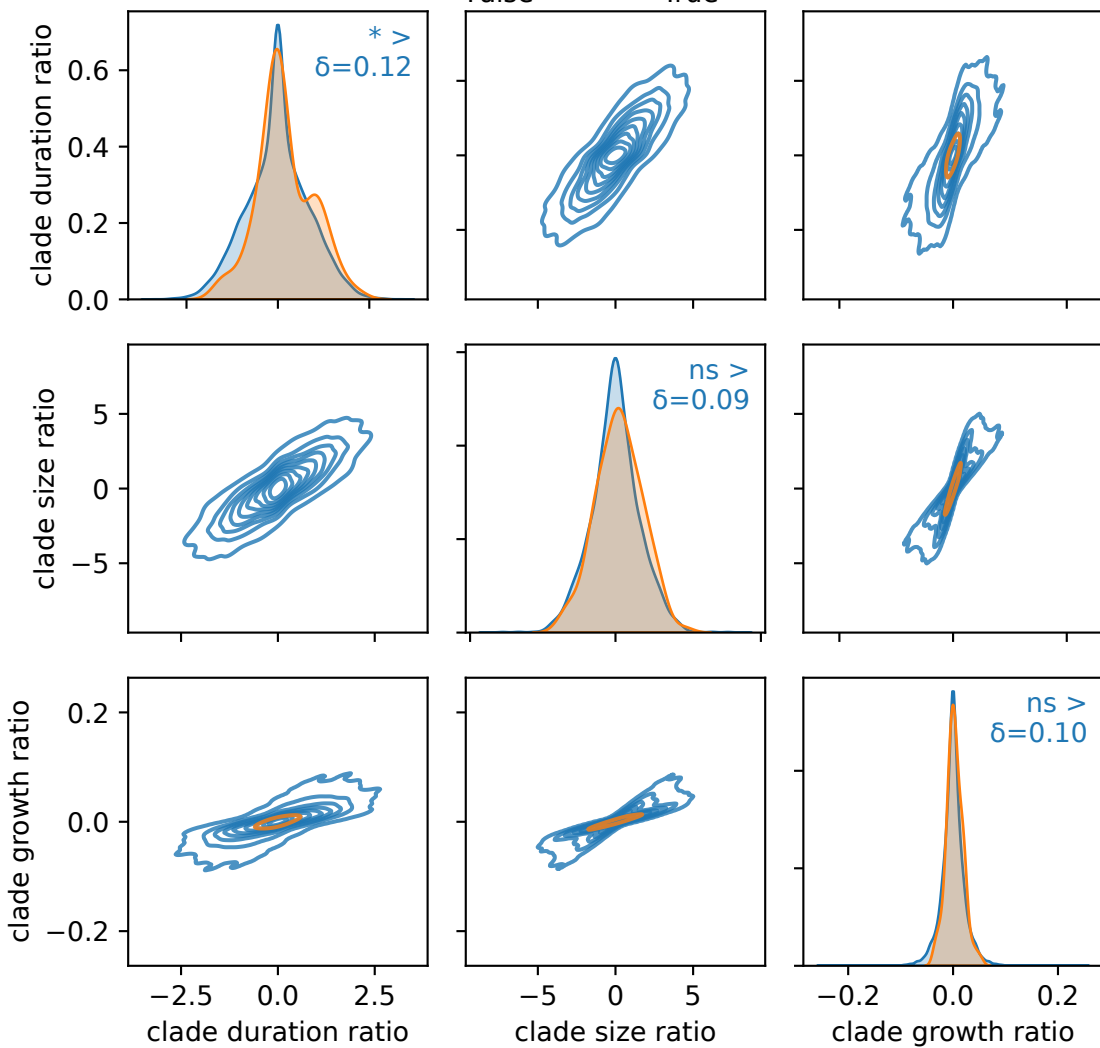 clade duration ratio
0.6
0.4
0.2
0.0
* >
δ=0.12
clade size ratio
5
0
−5
ns >
δ=0.09
clade growth ratio
0.2
0.0
−0.2
ns >
δ=0.10
−2.5 0.0 2.5
−5 0 5
−0.2 0.0 0.2
clade duration ratio
clade size ratio
clade growth ratio